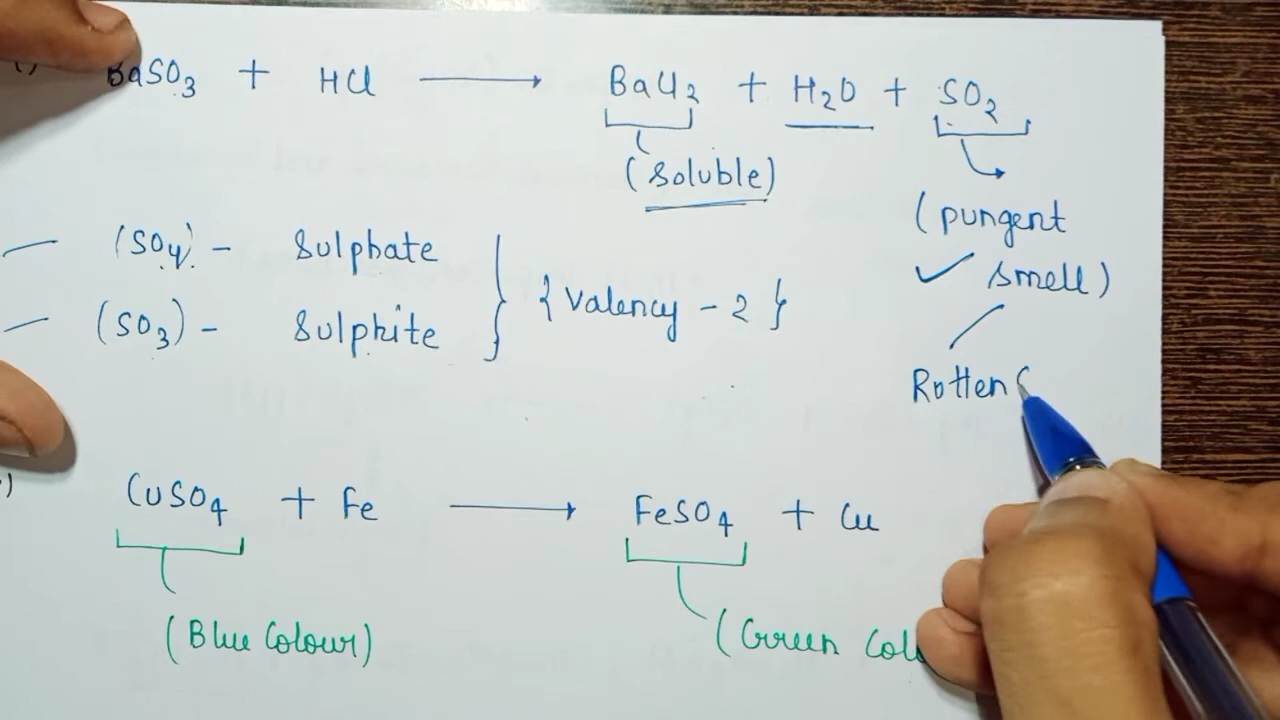 BaSO3 + HCl ⟶ BaCl2 + H2O + SO2
(Soluble)
(pungent
✓ smell)
(SO4) - Sulphate
(SO3) - Sulphite
{Valency - 2}
Rotten
CuSO4 + Fe ⟶ FeSO4 + Cu
(Blue Colour)
(Green